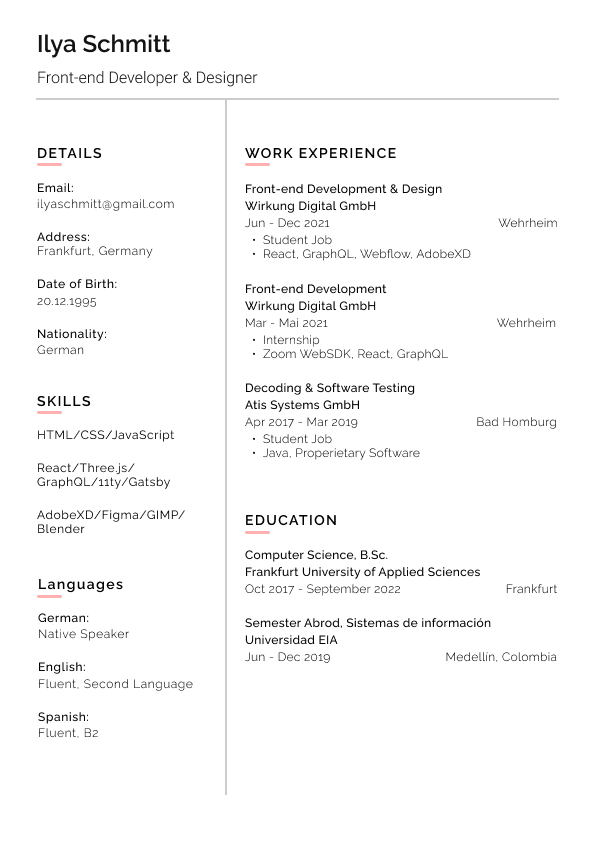 Ilya Schmitt
Front-end Developer & Designer
DETAILS
Email:
ilyaschmitt@gmail.com
Address:
Frankfurt, Germany
Date of Birth:
20.12.1995
Nationality:
German
SKILLS
HTML/CSS/JavaScript
React/Three.js/
GraphQL/11ty/Gatsby
AdobeXD/Figma/GIMP/
Blender
Languages
German:
Native Speaker
English:
Fluent, Second Language
Spanish:
Fluent, B2
WORK EXPERIENCE
Front-end Development & Design
Wirkung Digital GmbH
Jun - Dec 2021 Wehrheim
• Student Job
• React, GraphQL, Webflow, AdobeXD
Front-end Development
Wirkung Digital GmbH
Mar - Mai 2021 Wehrheim
• Internship
• Zoom WebSDK, React, GraphQL
Decoding & Software Testing
Atis Systems GmbH
Apr 2017 - Mar 2019 Bad Homburg
• Student Job
• Java, Properietary Software
EDUCATION
Computer Science, B.Sc.
Frankfurt University of Applied Sciences
Oct 2017 - September 2022 Frankfurt
Semester Abrod, Sistemas de información
Universidad EIA
Jun - Dec 2019 Medellín, Colombia